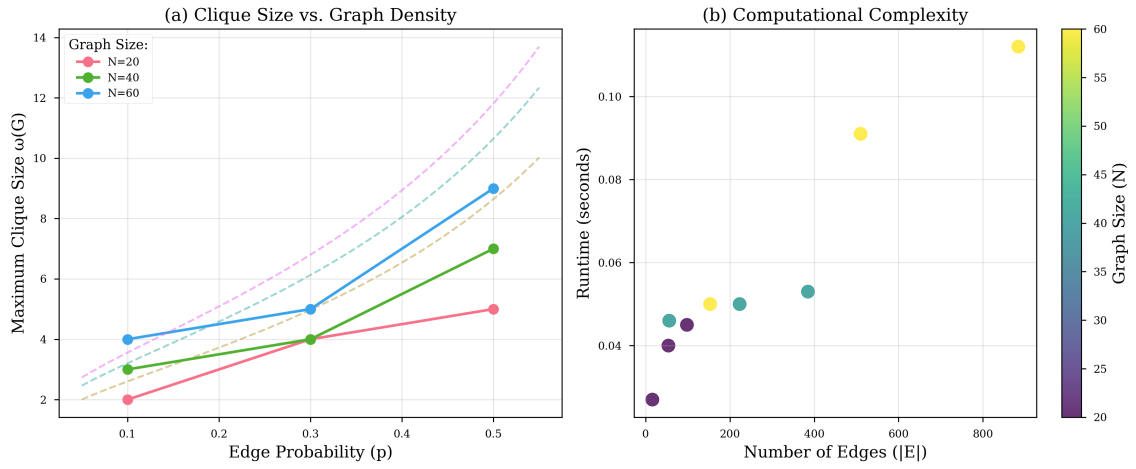 (a) Clique Size vs. Graph Density
Maximum Clique Size ω(G)
14
12
10
8
6
4
2
Graph Size:
N=20
N=40
N=60
0.1
0.2
0.3
0.4
0.5
Edge Probability (p)
(b) Computational Complexity
Runtime (seconds)
0.10
0.08
0.06
0.04
0
200
400
600
800
Number of Edges (|E|)
60
55
50
45
40
35
30
25
20
Graph Size (N)